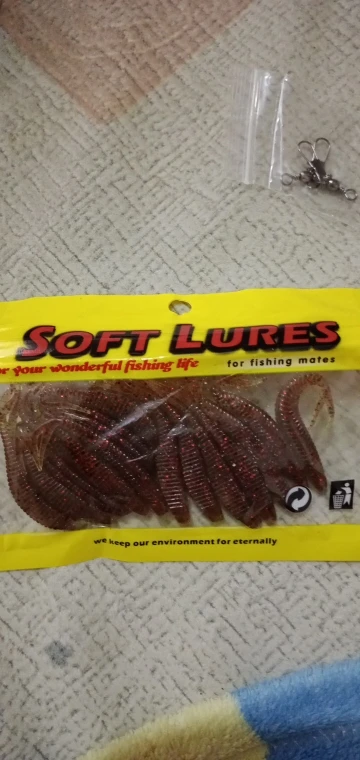 SOFT LURES
or your wonderful fishing life
for fishing mates
we keep our environment for eternally